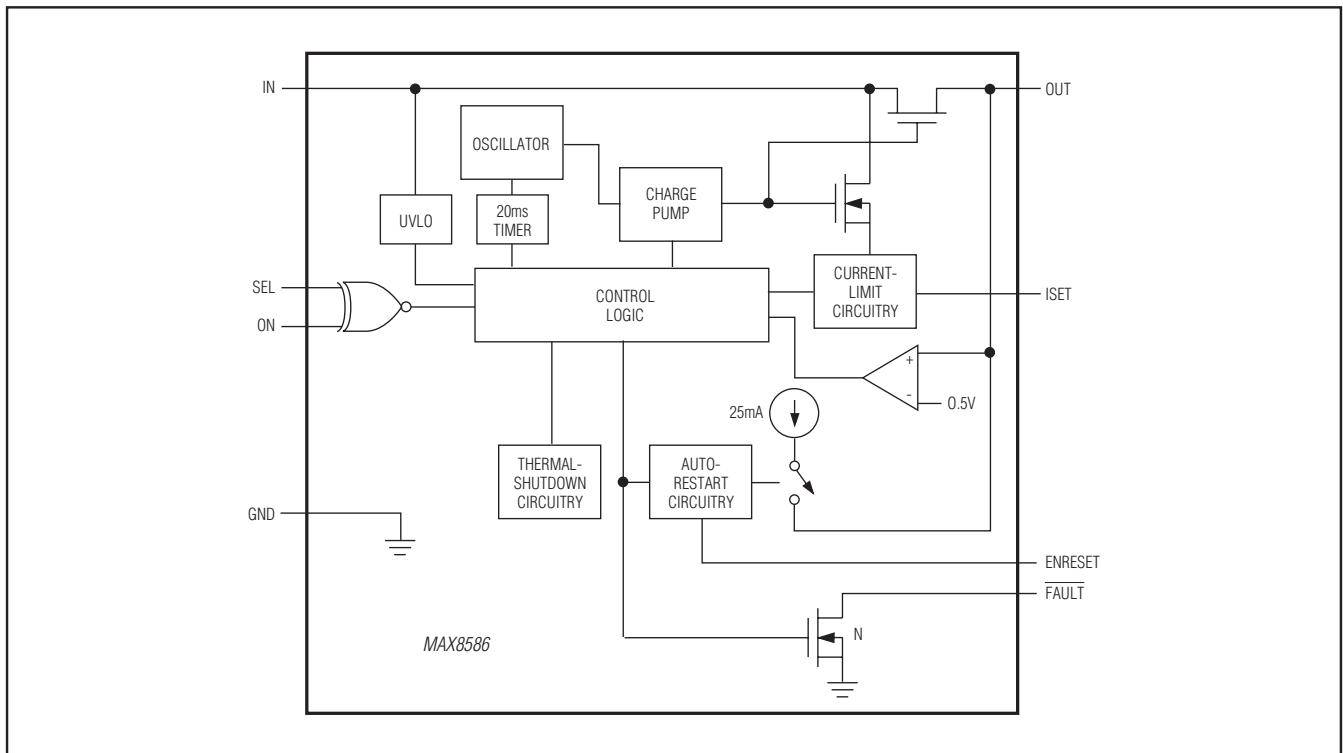 IN
OUT
OSCILLATOR
CHARGE
PUMP
UVLO
20ms
TIMER
SEL
ON
CONTROL
LOGIC
CURRENT-
LIMIT
CIRCUITRY
ISET
+
-
0.5V
25mA
THERMAL-
SHUTDOWN
CIRCUITRY
AUTO-
RESTART
CIRCUITRY
GND
ENRESET
FAULT
N
MAX8586